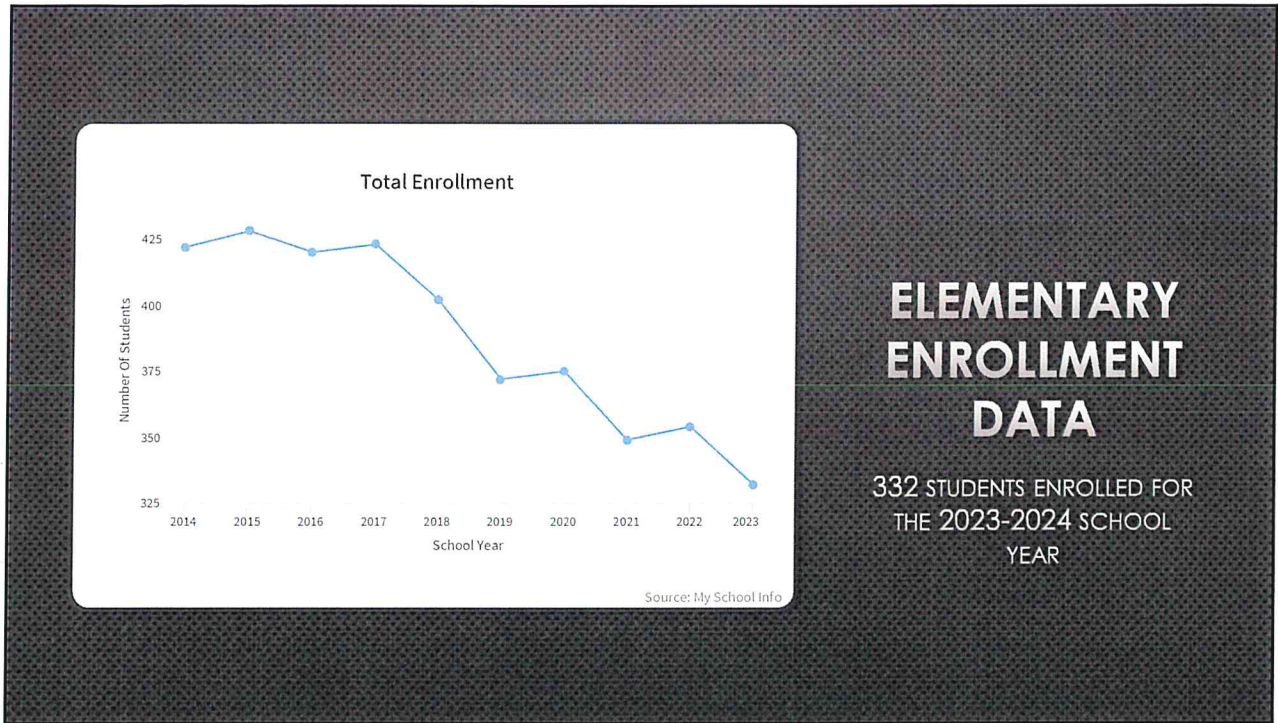 Total Enrollment
425
400
375
350
325
Number Of Students
2014 2015 2016 2017 2018 2019 2020 2021 2022 2023
School Year
Source: My School Info
ELEMENTARY
ENROLLMENT
DATA
332 STUDENTS ENROLLED FOR
THE 2023-2024 SCHOOL
YEAR